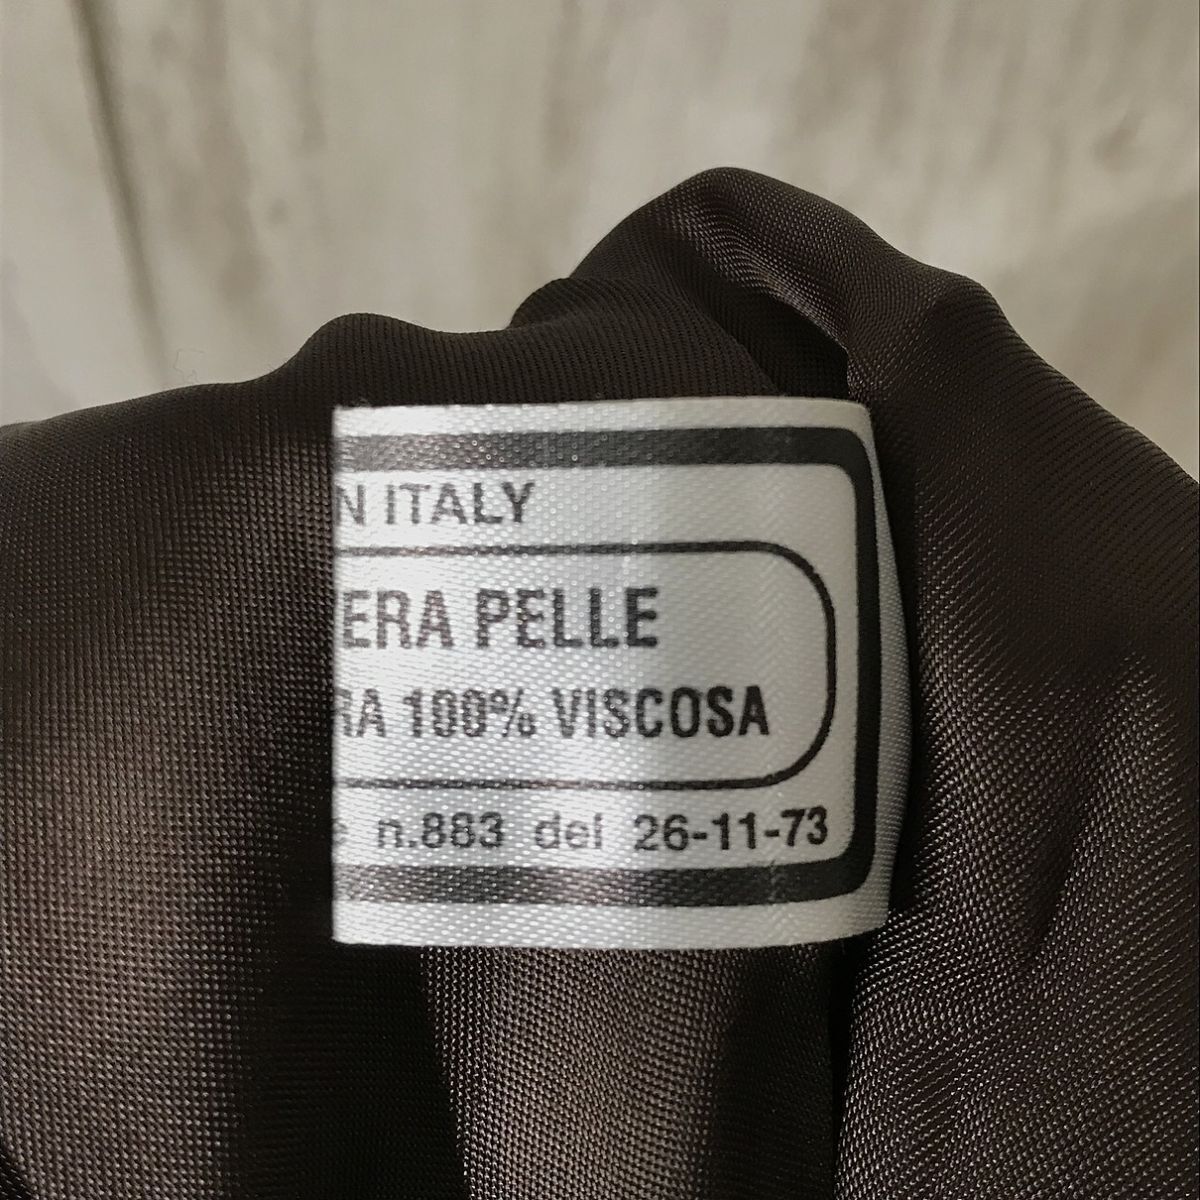 N ITALY
ERA PELLE
RA 100% VISCOSA
n.883 del 26-11-73